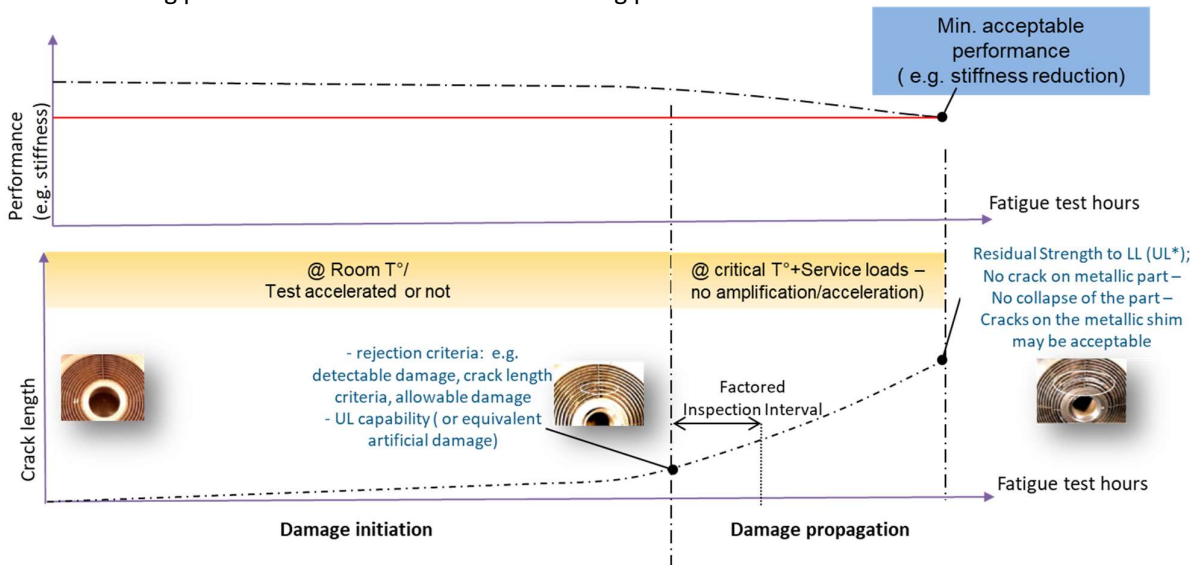 Min. acceptable
performance
( e.g. stiffness reduction)
Performance
(e.g. stiffness)
Fatigue test hours
@ Room T°/
Test accelerated or not
@ critical T°+Service loads –
no amplification/acceleration)
Residual Strength to LL (UL*);
No crack on metallic part –
No collapse of the part –
Cracks on the metallic shim
may be acceptable
- rejection criteria: e.g.
detectable damage, crack length
criteria, allowable damage
- UL capability ( or equivalent
artificial damage)
Factored
Inspection Interval
Crack length
Fatigue test hours
Damage initiation
Damage propagation